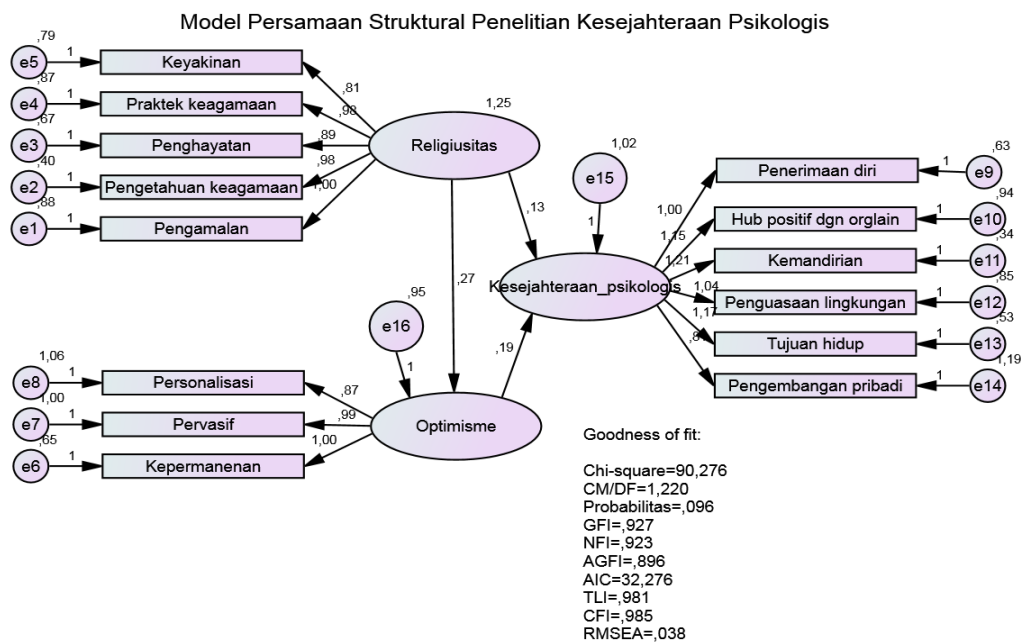 Model Persamaan Struktural Penelitian Kesejahteraan Psikologis
,79
e5 1 Keyakinan
,87
e4 1 Praktek keagamaan
,67
e3 1 Penghayatan
,40
e2 1 Pengetahuan keagamaan
,88
e1 1 Pengamalan
,81
,98
,89
,98
1,00
1,25
Religiusitas
,13
,27
1,02
e15
1
Kesejahteraan_psikologis
,95
e16
1
,19
1,06
e8 1 Personalisasi
1,00
e7 1 Pervasif
,65
e6 1 Kepermanenan
,87
,99
1,00
Optimisme
1,00
1,15
1,21
1,04
1,17
,63
Penerimaan diri 1 e9
,94
Hub positif dgn orglain 1 e10
,34
Kemandirian 1 e11
,85
Penguasaan lingkungan 1 e12
,53
Tujuan hidup 1 e13
1,19
Pengembangan pribadi 1 e14
Goodness of fit:
Chi-square=90,276
CM/DF=1,220
Probabilitas=,096
GFI=,927
NFI=,923
AGFI=,896
AIC=32,276
TLI=,981
CFI=,985
RMSEA=,038